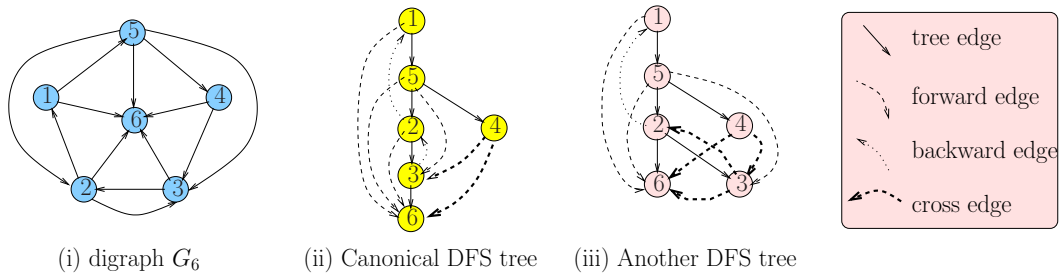 5
1
4
6
2
3
(i) digraph G₆
1
5
2
4
3
6
(ii) Canonical DFS tree
1
5
2
4
6
3
(iii) Another DFS tree
tree edge
forward edge
backward edge
cross edge